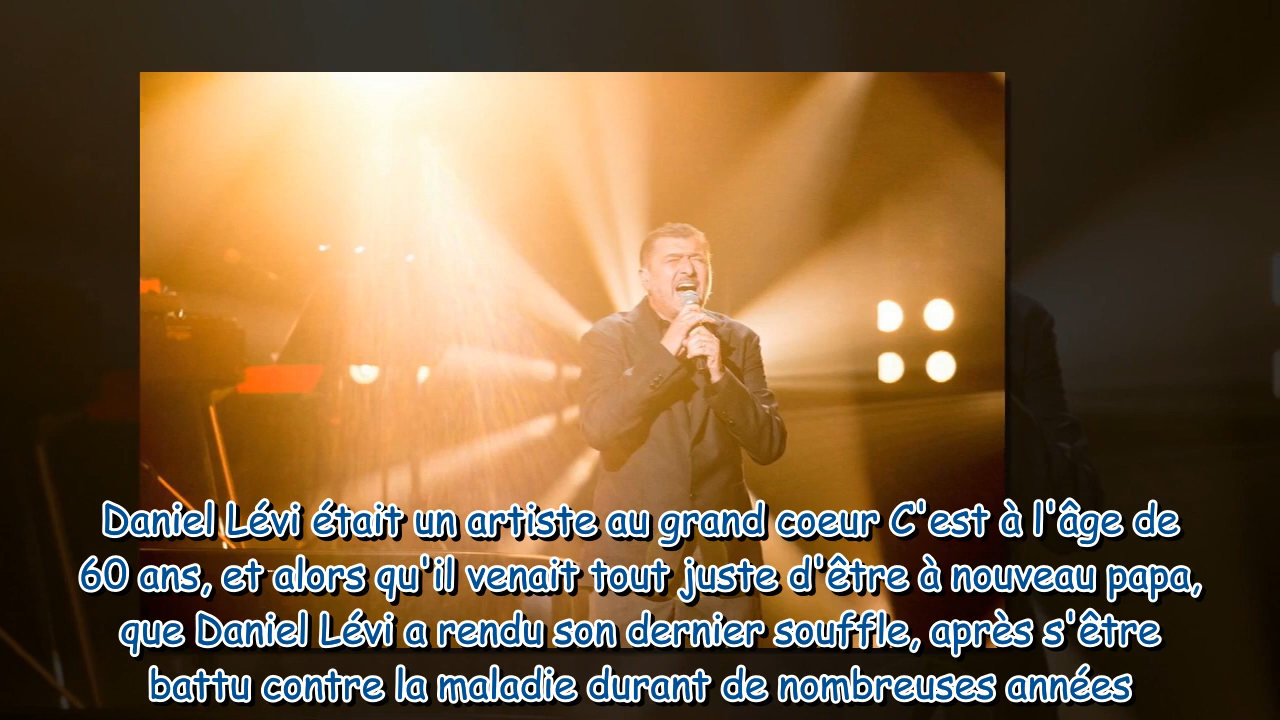 Daniel Lévi était un artiste au grand coeur C'est à l'âge de
60 ans, et alors qu'il venait tout juste d'être à nouveau papa,
que Daniel Lévi a rendu son dernier souffle, après s'être
battu contre la maladie durant de nombreuses années